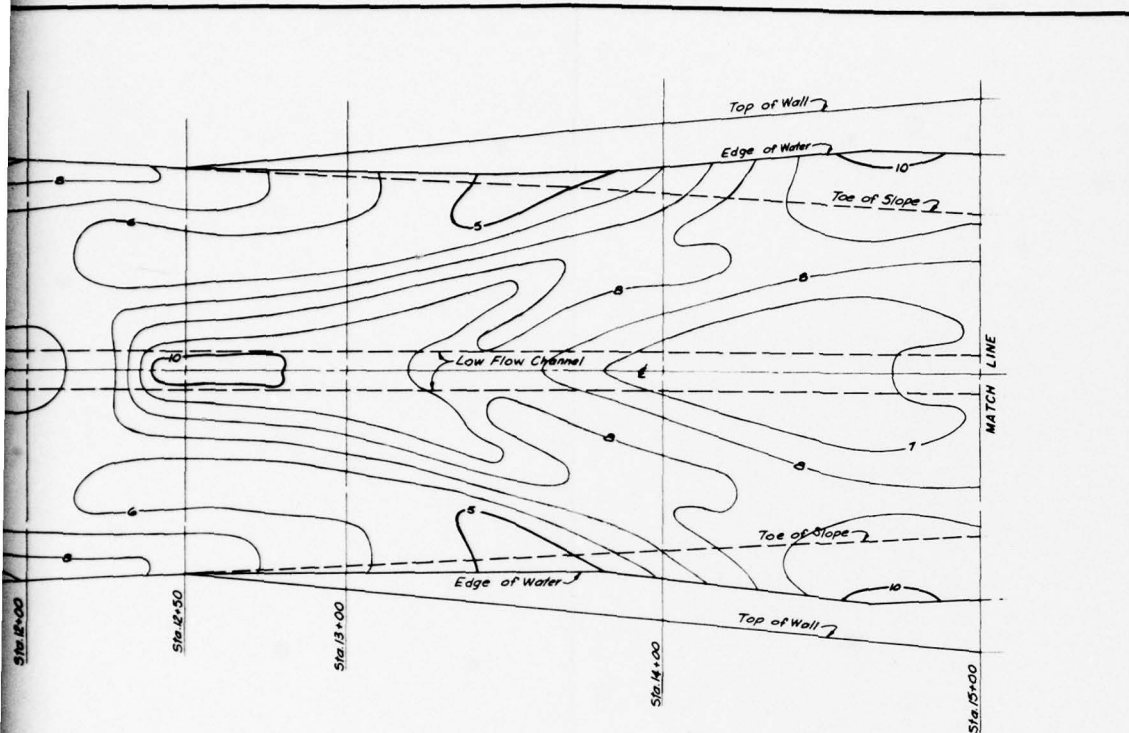 Top of Wall
Edge of Water
10
8
Toe of Slope
6
5
8
8
10
Low Flow Channel
℄
MATCH LINE
8
7
8
5
6
Toe of Slope
8
Edge of Water
10
Top of Wall
Sta. 12+00
Sta. 12+50
Sta. 13+00
Sta. 14+00
Sta. 15+00